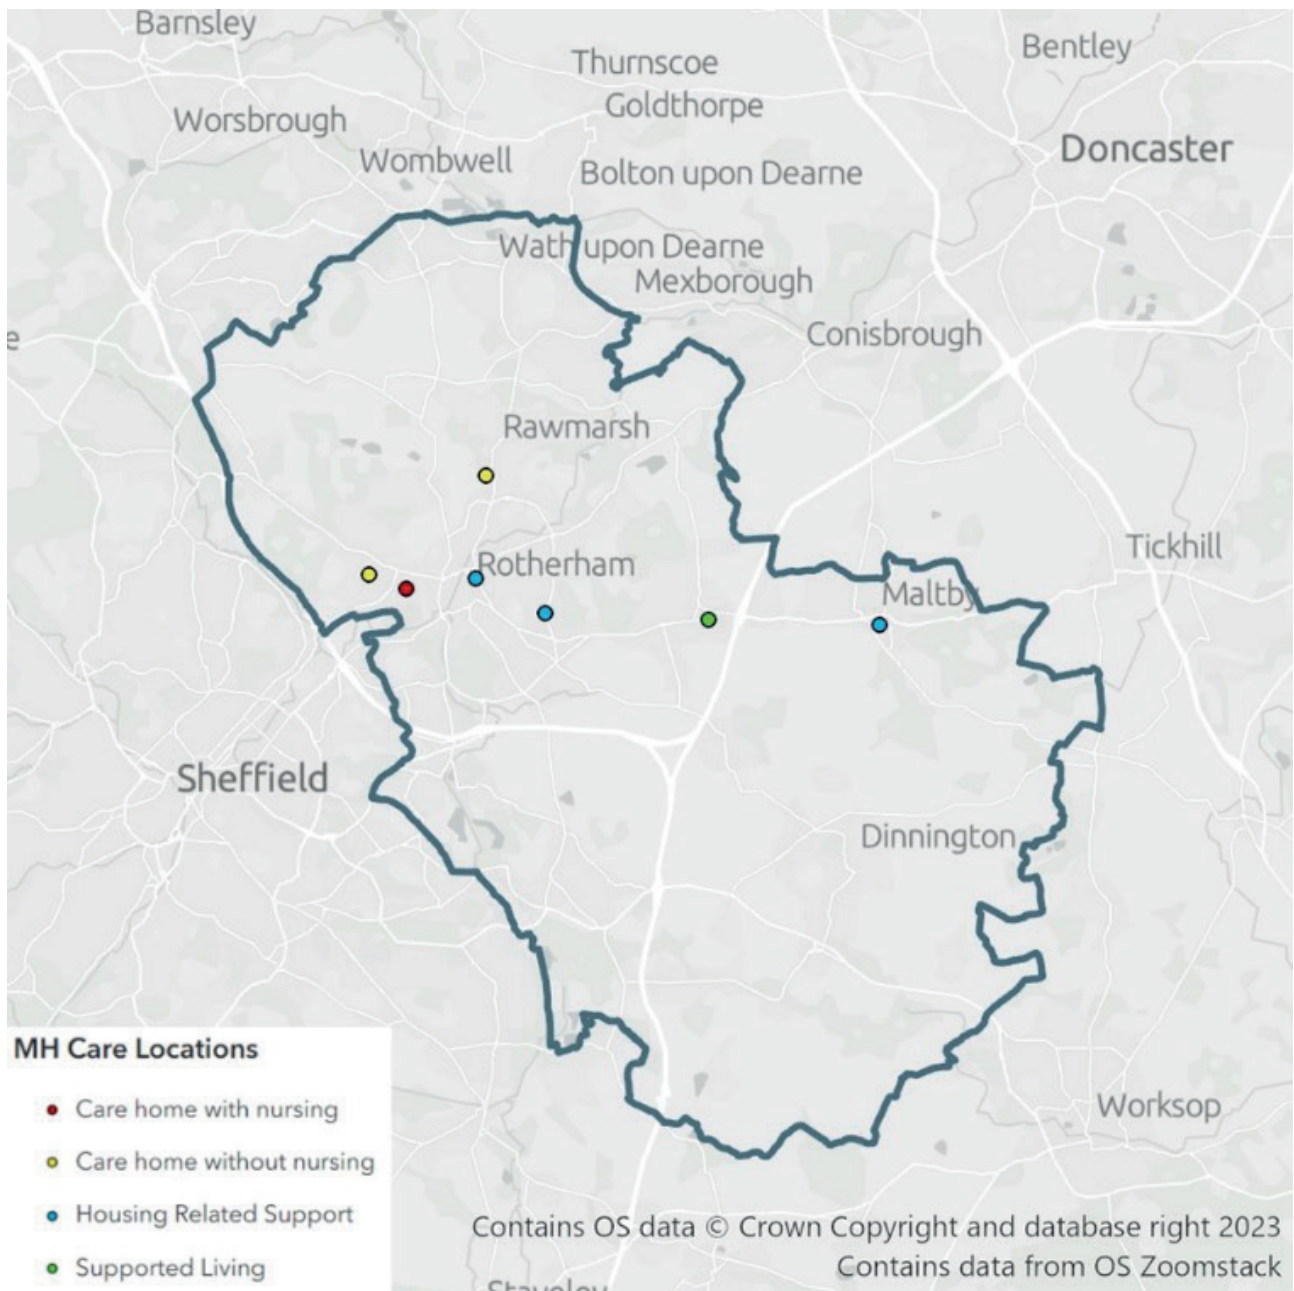 Barnsley
Bentley
Thurnscoe
Goldthorpe
Worsbrough
Doncaster
Wombwell
Bolton upon Dearne
Wath upon Dearne
Mexborough
Conisbrough
e
Rawmarsh
Tickhill
Rotherham
Maltby
Sheffield
Dinnington
MH Care Locations
Care home with nursing
Care home without nursing
Housing Related Support
Supported Living
Worksop
Contains OS data © Crown Copyright and database right 2023
Contains data from OS Zoomstack
Staveley